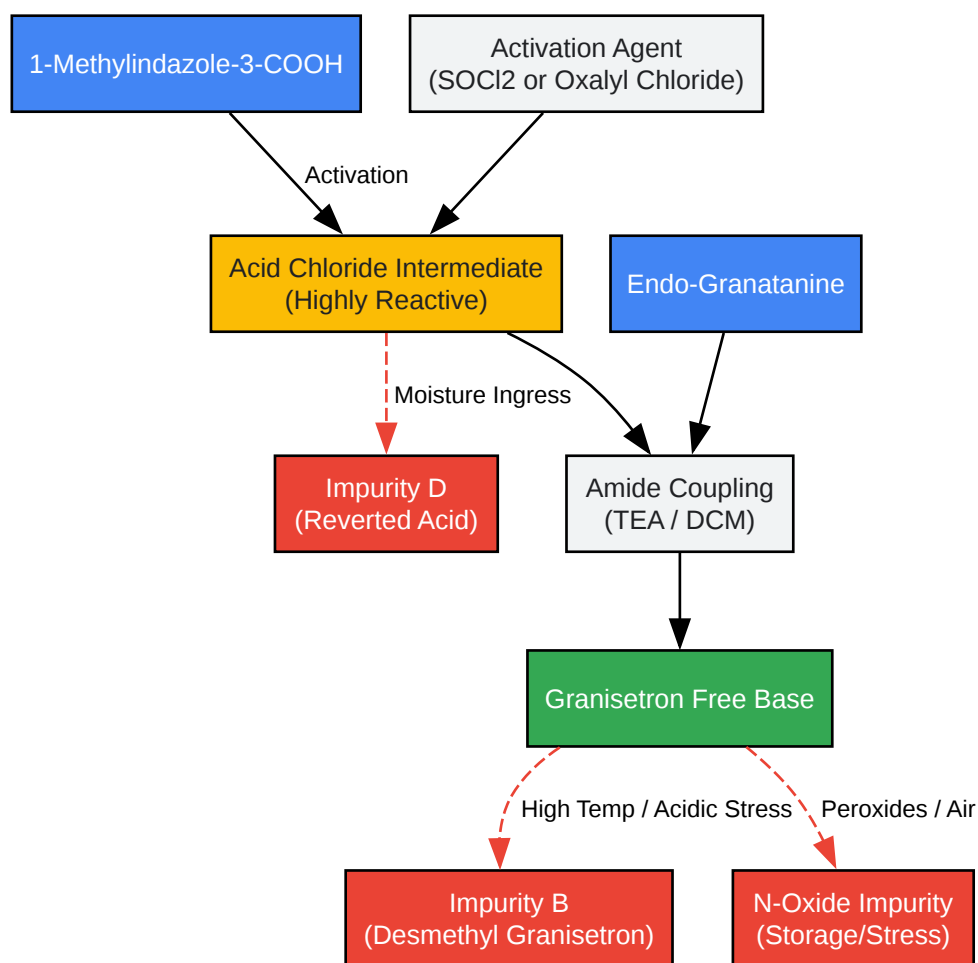 1-Methylindazole-3-COOH
Activation Agent
(SOCl2 or Oxalyl Chloride)
Activation
Acid Chloride Intermediate
(Highly Reactive)
Endo-Granatanine
Moisture Ingress
Impurity D
(Reverted Acid)
Amide Coupling
(TEA / DCM)
Granisetron Free Base
High Temp / Acidic Stress
Peroxides / Air
Impurity B
(Desmethyl Granisetron)
N-Oxide Impurity
(Storage/Stress)